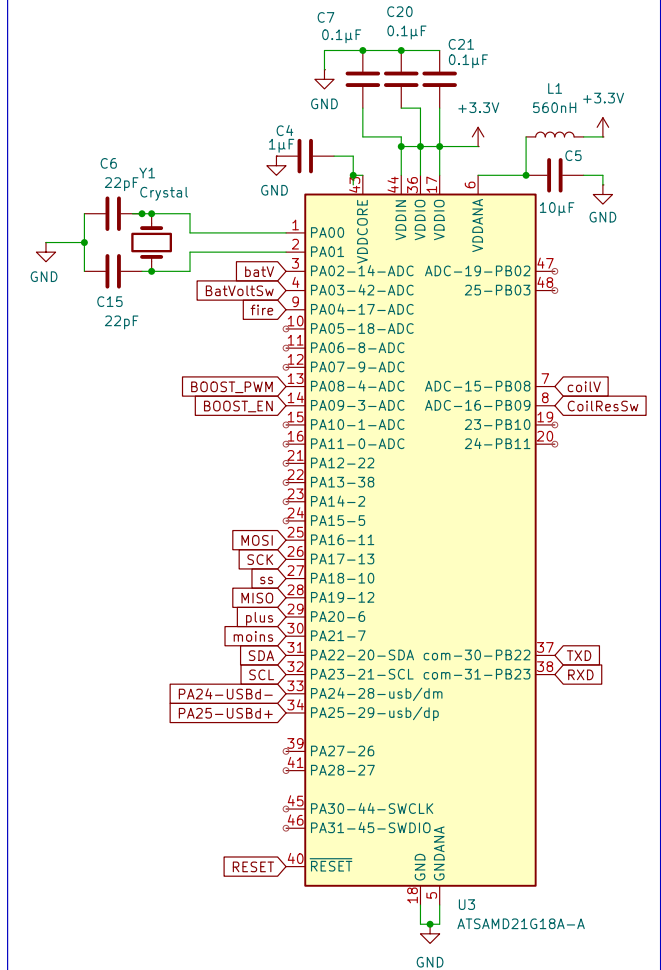 C7
0.1µF
C20
0.1µF
C21
0.1µF
GND
+3.3V
L1
560nH
+3.3V
C4
1µF
GND
C5
10µF
GND
C6
22pF
Y1
Crystal
GND
C15
22pF
43
44
36
17
6
VDDCORE
VDDIN
VDDIO
VDDIO
VDDANA
1 PA00
2 PA01
batV 3 PA02-14-ADC ADC-19-PB02 47
BatVoltSw 4 PA03-42-ADC 25-PB03 48
fire 9 PA04-17-ADC
10 PA05-18-ADC
11 PA06-8-ADC
12 PA07-9-ADC
BOOST_PWM 13 PA08-4-ADC ADC-15-PB08 7 coilV
BOOST_EN 14 PA09-3-ADC ADC-16-PB09 8 CoilResSw
15 PA10-1-ADC 23-PB10 19
16 PA11-0-ADC 24-PB11 20
21 PA12-22
22 PA13-38
23 PA14-2
24 PA15-5
MOSI 25 PA16-11
SCK 26 PA17-13
ss 27 PA18-10
MISO 28 PA19-12
plus 29 PA20-6
moins 30 PA21-7
SDA 31 PA22-20-SDA com-30-PB22 37 TXD
SCL 32 PA23-21-SCL com-31-PB23 38 RXD
PA24-USBd- 33 PA24-28-usb/dm
PA25-USBd+ 34 PA25-29-usb/dp
39 PA27-26
41 PA28-27
45 PA30-44-SWCLK
46 PA31-45-SWDIO
RESET 40 RESET
GND
GNDANA
18
5
U3
ATSAMD21G18A-A
GND